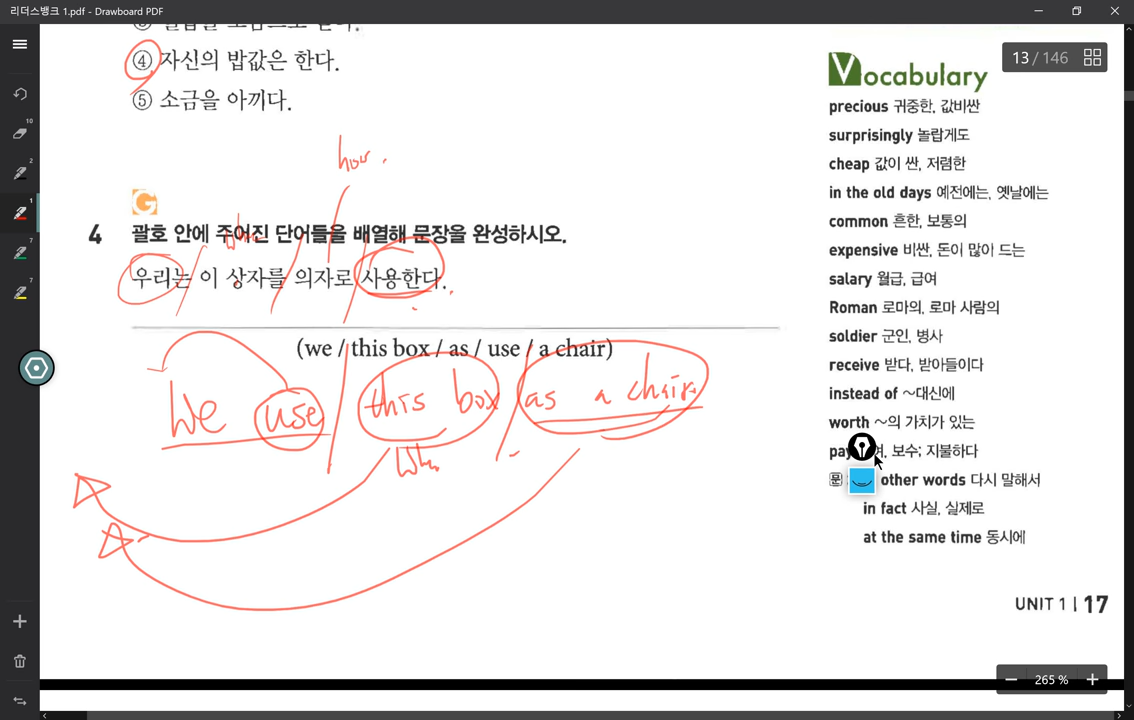 리더스뱅크 1.pdf - Drawboard PDF
13 / 146
④ 자신의 밥값은 한다.
⑤ 소금을 아끼다.
how.
G
4 괄호 안에 주어진 단어들을 배열해 문장을 완성하시오.
우리는 이 상자를 의자로 사용한다.
(we / this box / as / use / a chair)
We use / this box / as a chair.
Vocabulary
precious 귀중한, 값비싼
surprisingly 놀랍게도
cheap 값이 싼, 저렴한
in the old days 예전에는, 옛날에는
common 흔한, 보통의
expensive 비싼, 돈이 많이 드는
salary 월급, 급여
Roman 로마의, 로마 사람의
soldier 군인, 병사
receive 받다, 받아들이다
instead of ~대신에
worth ~의 가치가 있는
pay 보수; 지불하다
문 other words 다시 말해서
in fact 사실, 실제로
at the same time 동시에
UNIT 1 | 17
265 %
10
2
1
7
7